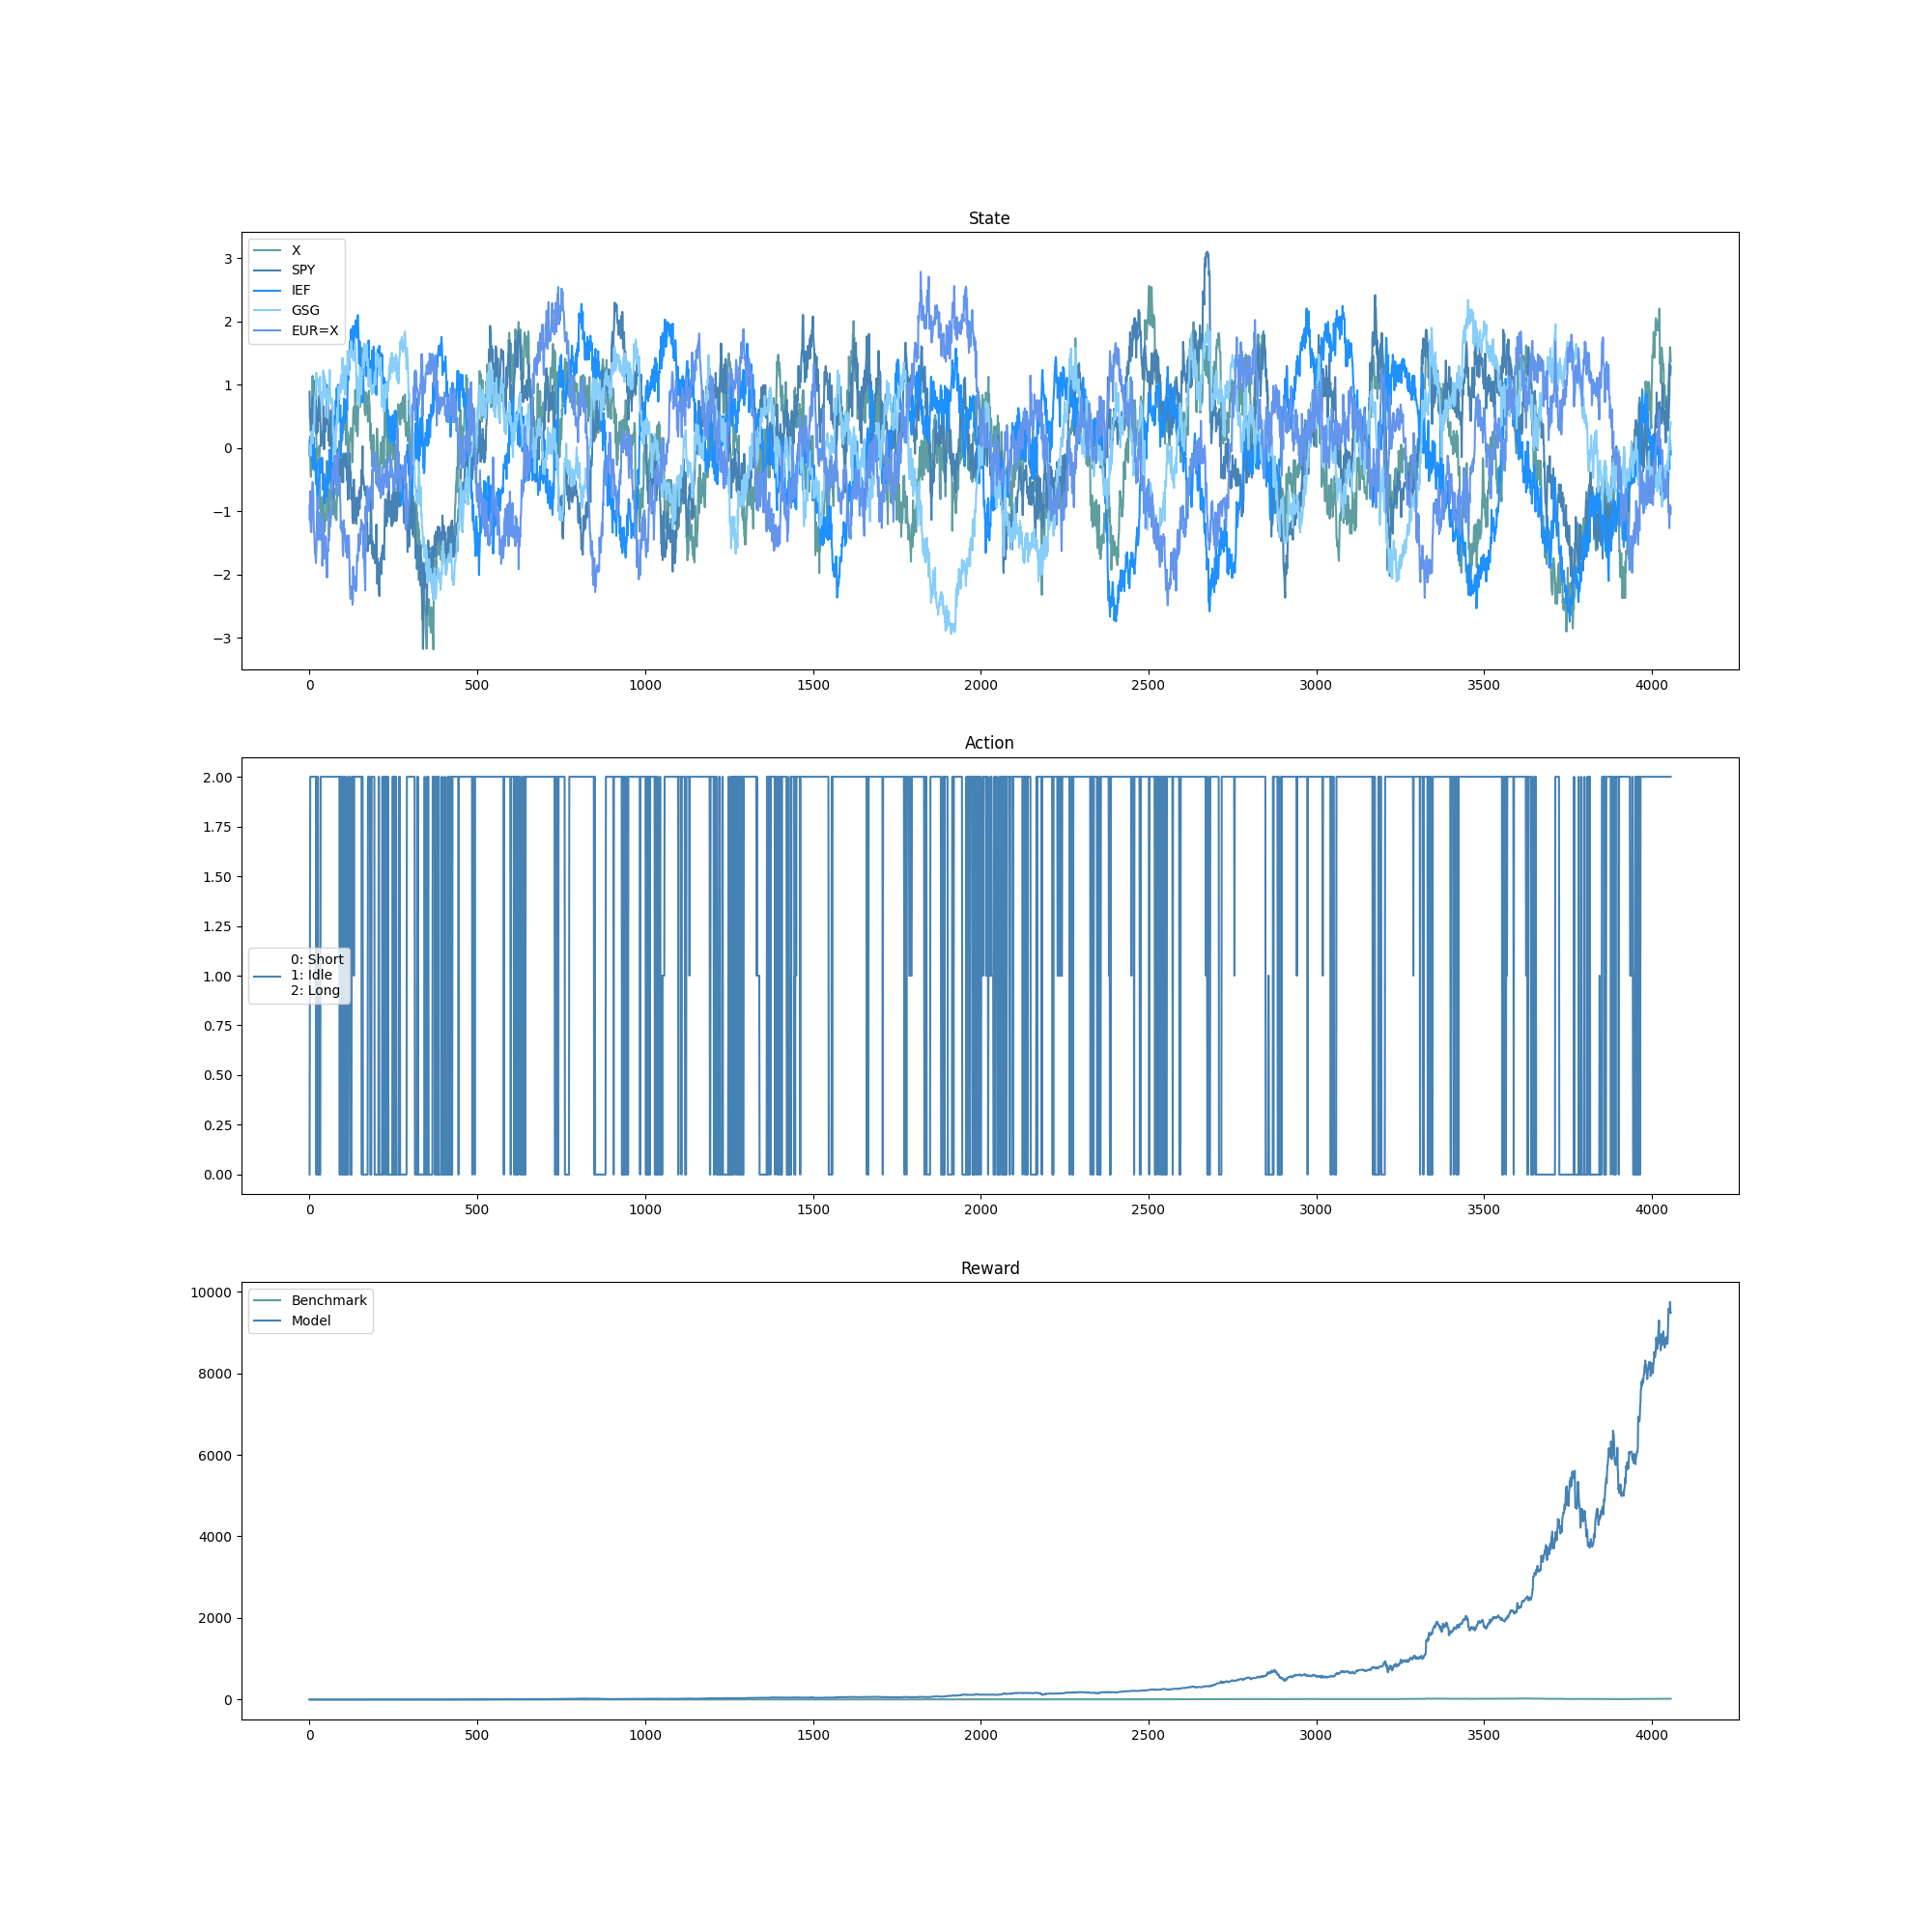 State
X
SPY
IEF
GSG
EUR=X
3
2
1
0
−1
−2
−3
0 500 1000 1500 2000 2500 3000 3500 4000
Action
2.00
1.75
1.50
1.25
1.00
0.75
0.50
0.25
0.00
0: Short
1: Idle
2: Long
0 500 1000 1500 2000 2500 3000 3500 4000
Reward
Benchmark
Model
10000
8000
6000
4000
2000
0
0 500 1000 1500 2000 2500 3000 3500 4000